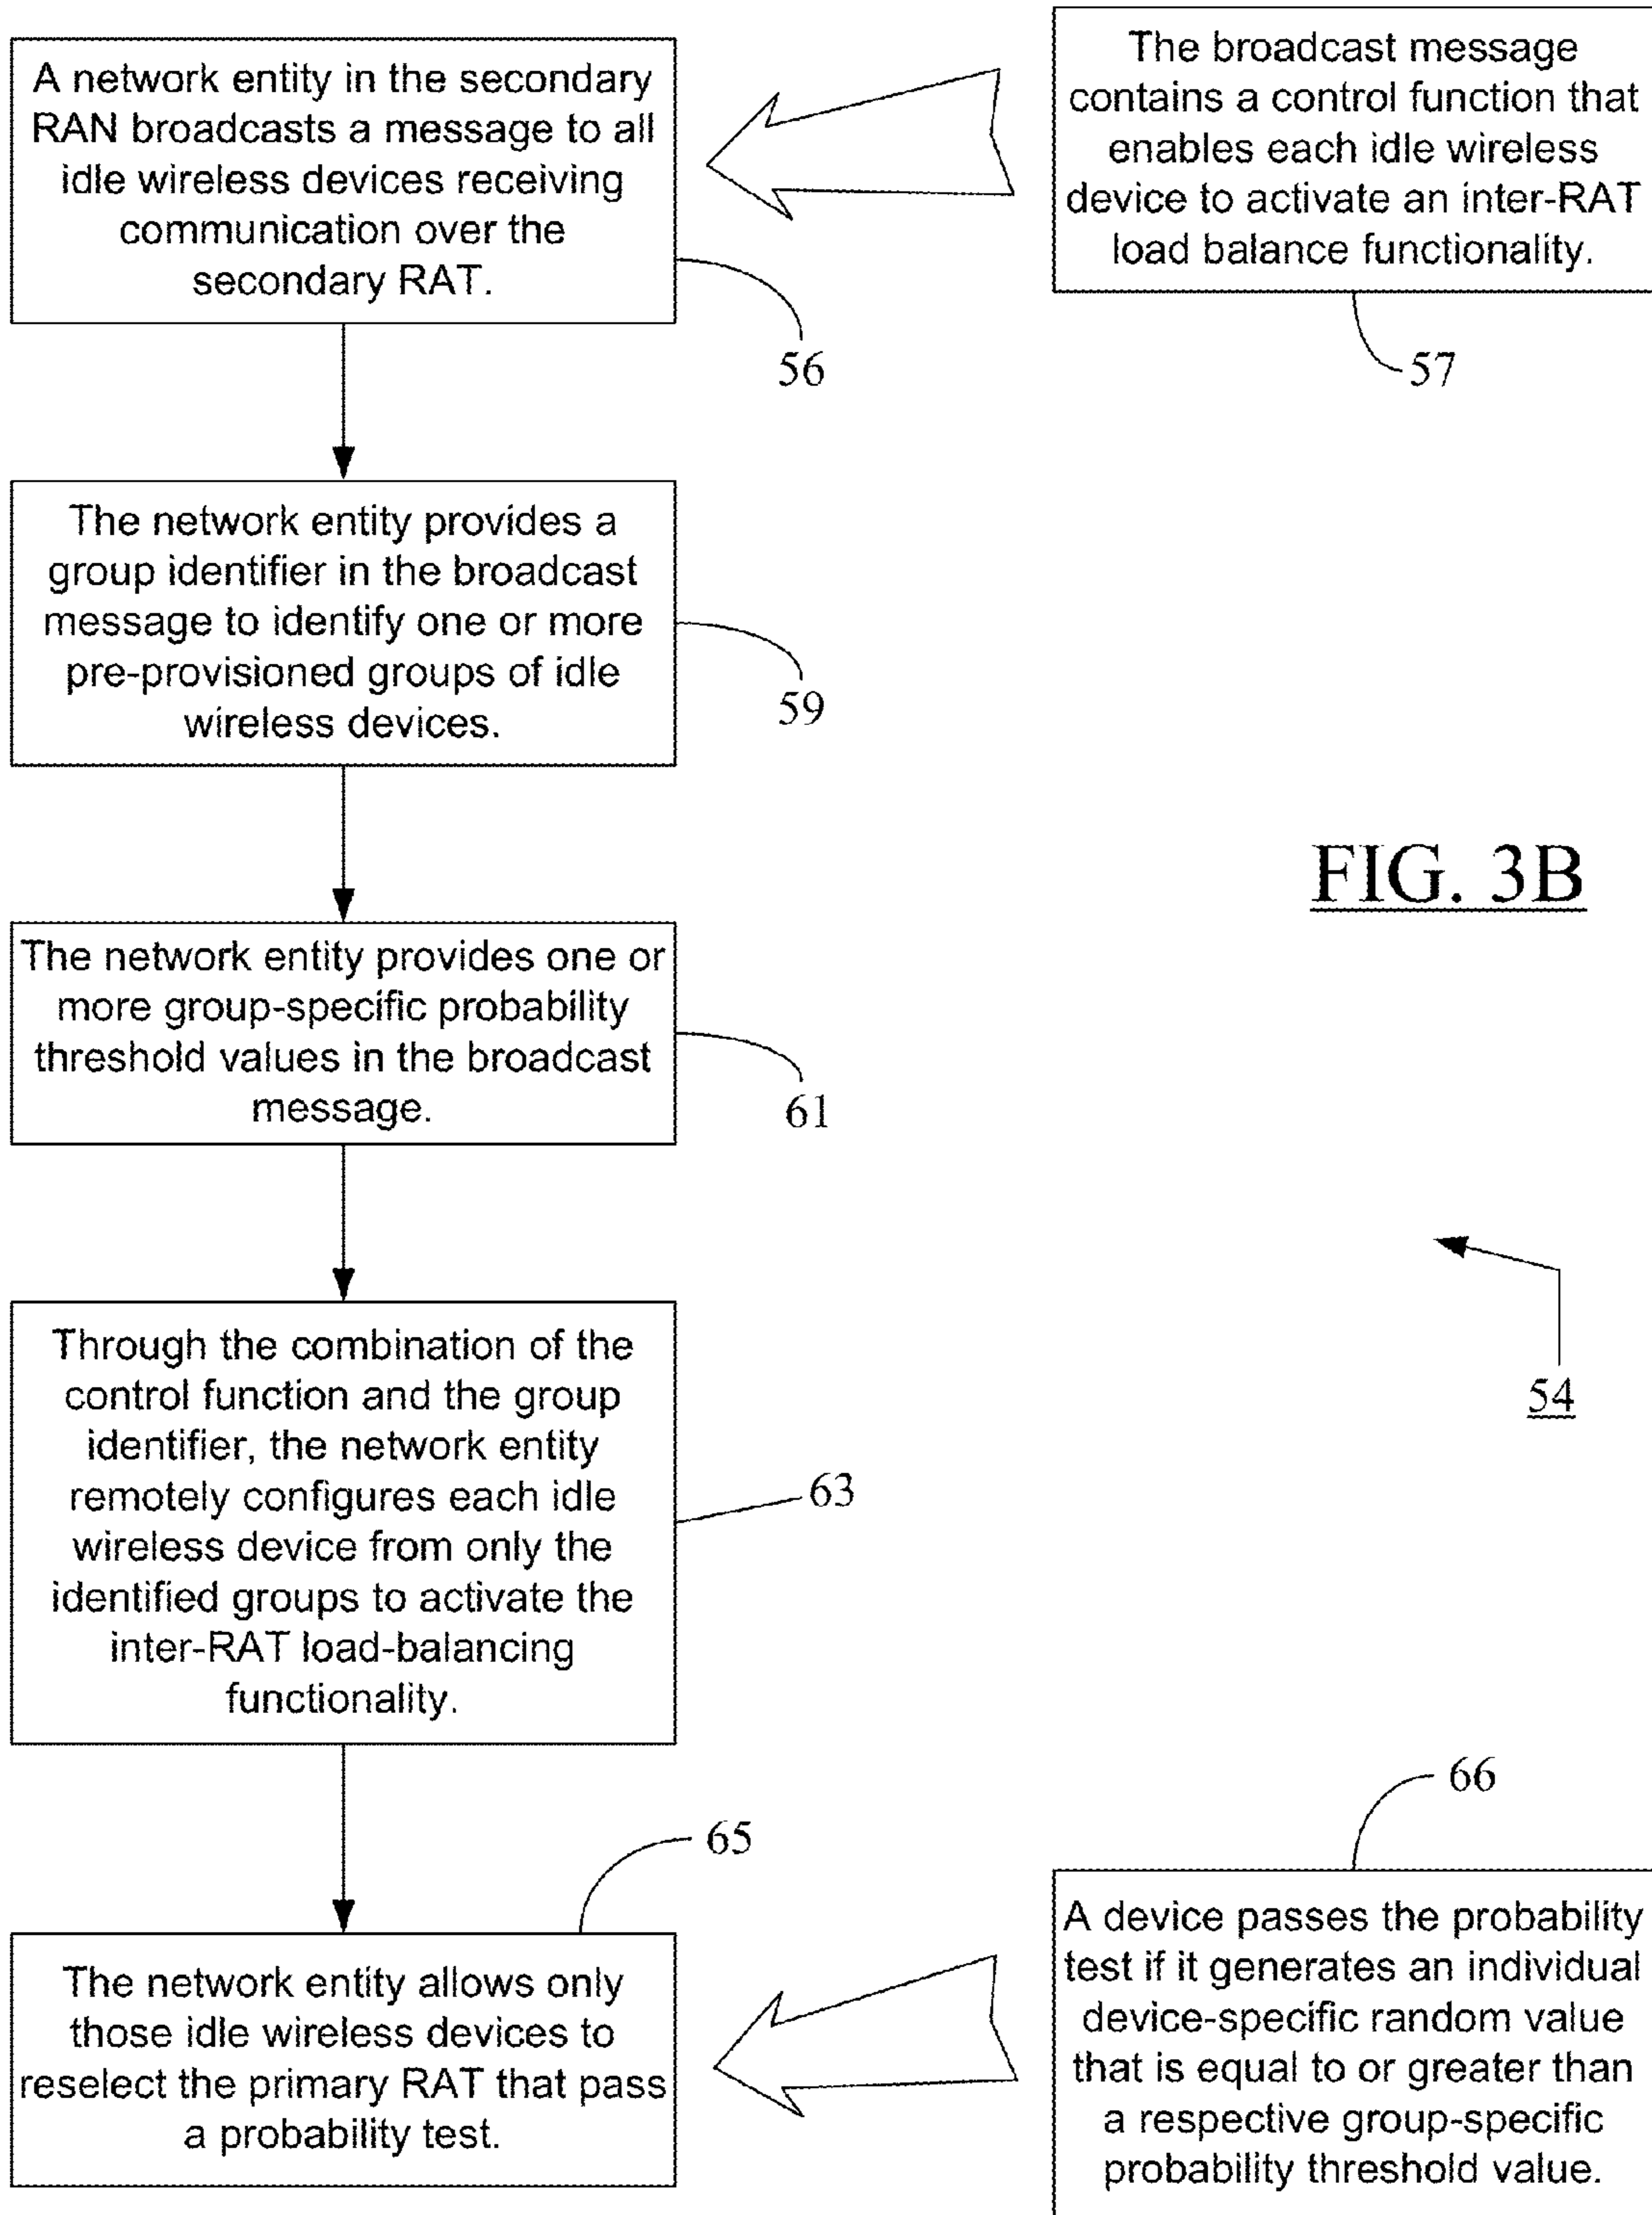 A network entity in the secondary
RAN broadcasts a message to all
idle wireless devices receiving
communication over the
secondary RAT.
56
The broadcast message
contains a control function that
enables each idle wireless
device to activate an inter-RAT
load balance functionality.
57
The network entity provides a
group identifier in the broadcast
message to identify one or more
pre-provisioned groups of idle
wireless devices.
59
FIG. 3B
The network entity provides one or
more group-specific probability
threshold values in the broadcast
message.
61
54
Through the combination of the
control function and the group
identifier, the network entity
remotely configures each idle
wireless device from only the
identified groups to activate the
inter-RAT load-balancing
functionality.
63
65
The network entity allows only
those idle wireless devices to
reselect the primary RAT that pass
a probability test.
66
A device passes the probability
test if it generates an individual
device-specific random value
that is equal to or greater than
a respective group-specific
probability threshold value.